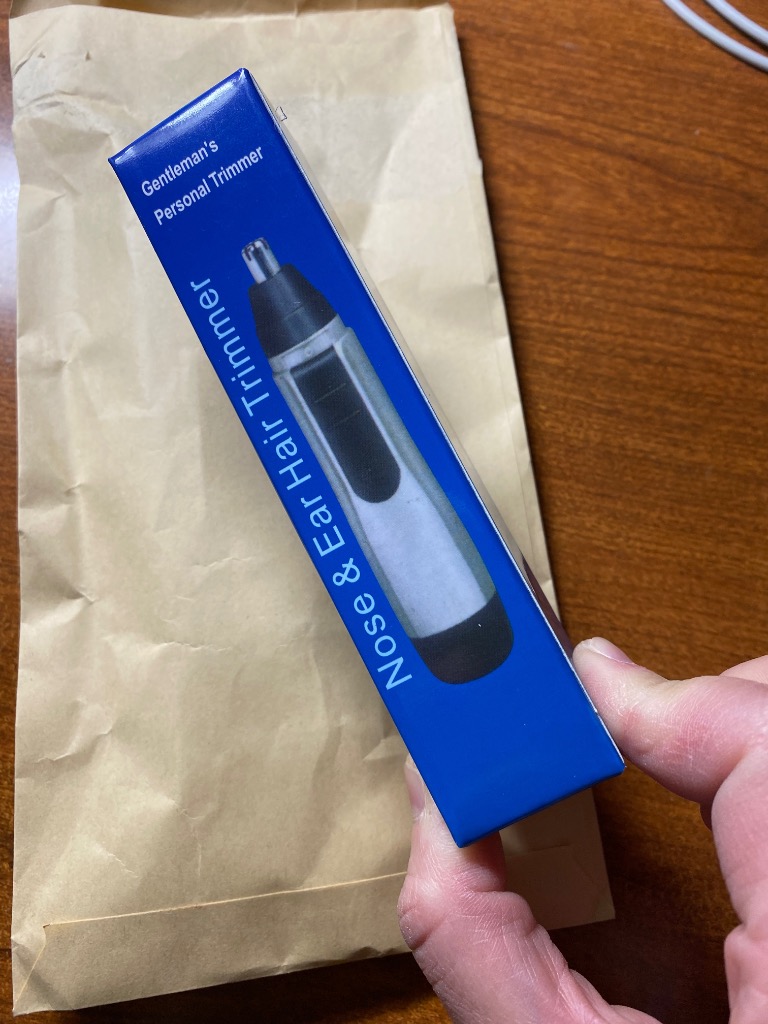 Gentleman's
Personal Trimmer
Nose & Ear Hair Trimmer